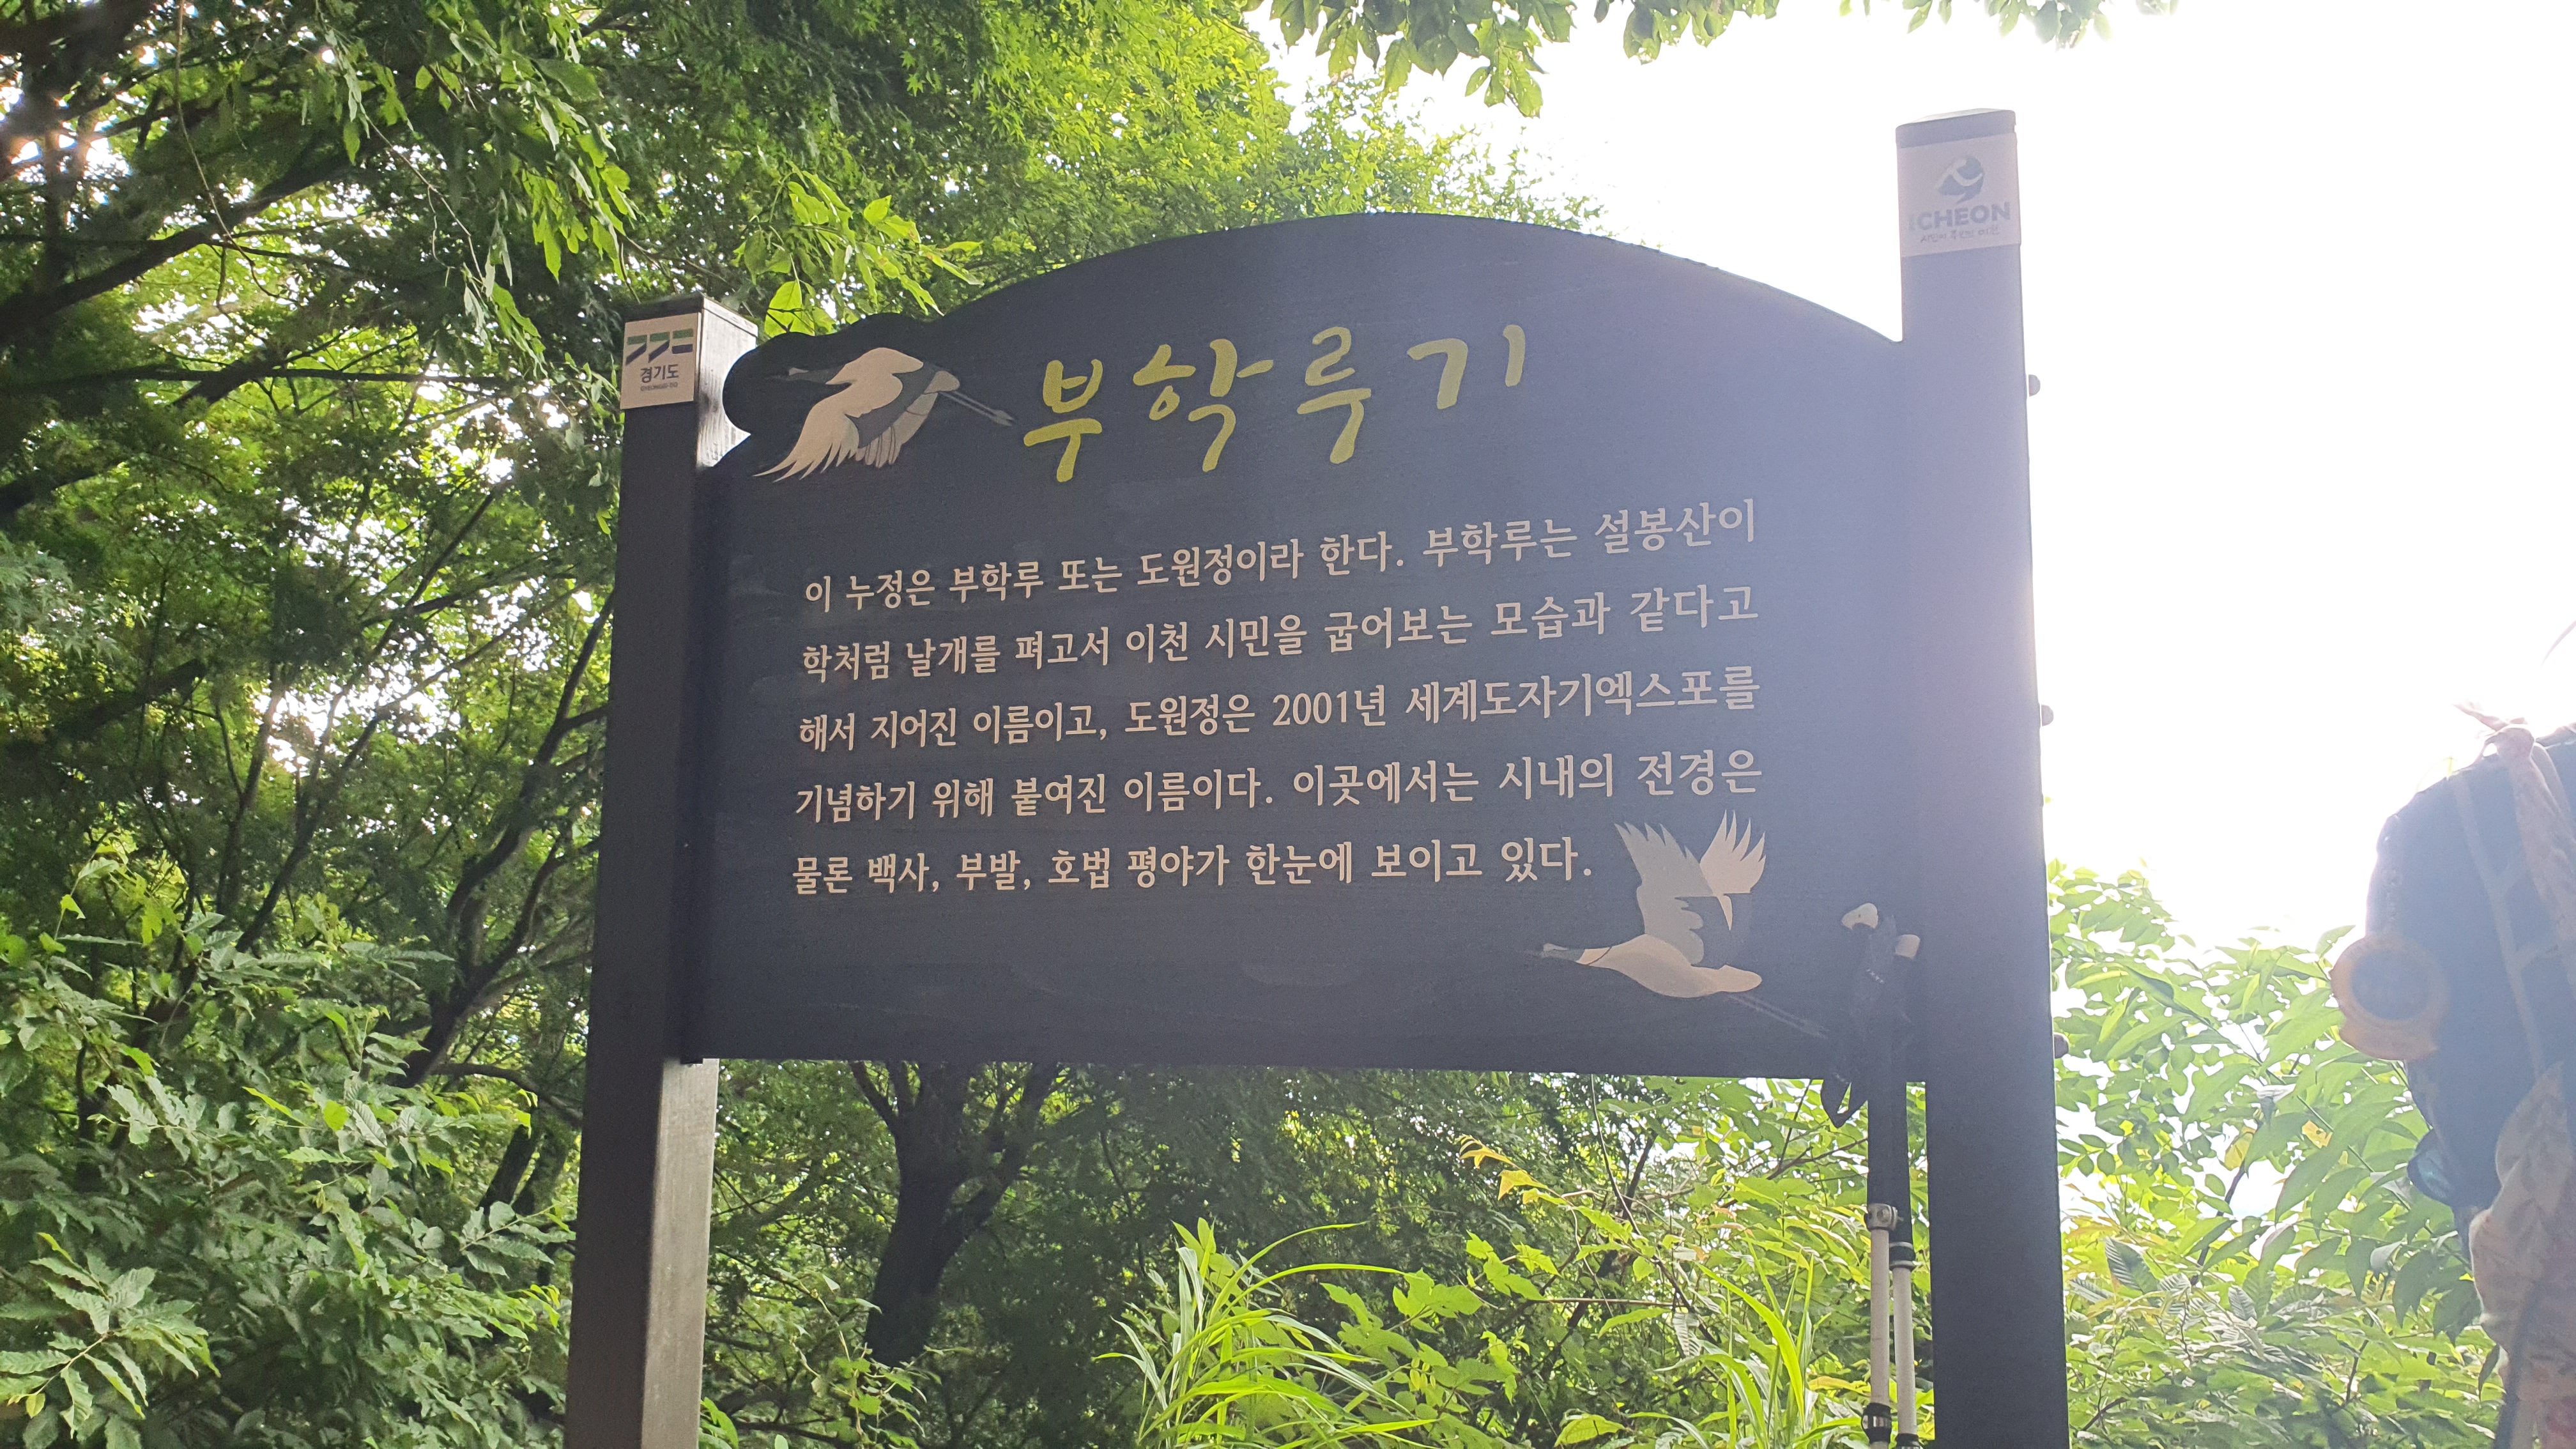 경기도
ICHEON
부학루기
이 누정은 부학루 또는 도원정이라 한다. 부학루는 설봉산이
학처럼 날개를 펴고서 이천 시민을 굽어보는 모습과 같다고
해서 지어진 이름이고, 도원정은 2001년 세계도자기엑스포를
기념하기 위해 붙여진 이름이다. 이곳에서는 시내의 전경은
물론 백사, 부발, 호법 평야가 한눈에 보이고 있다.